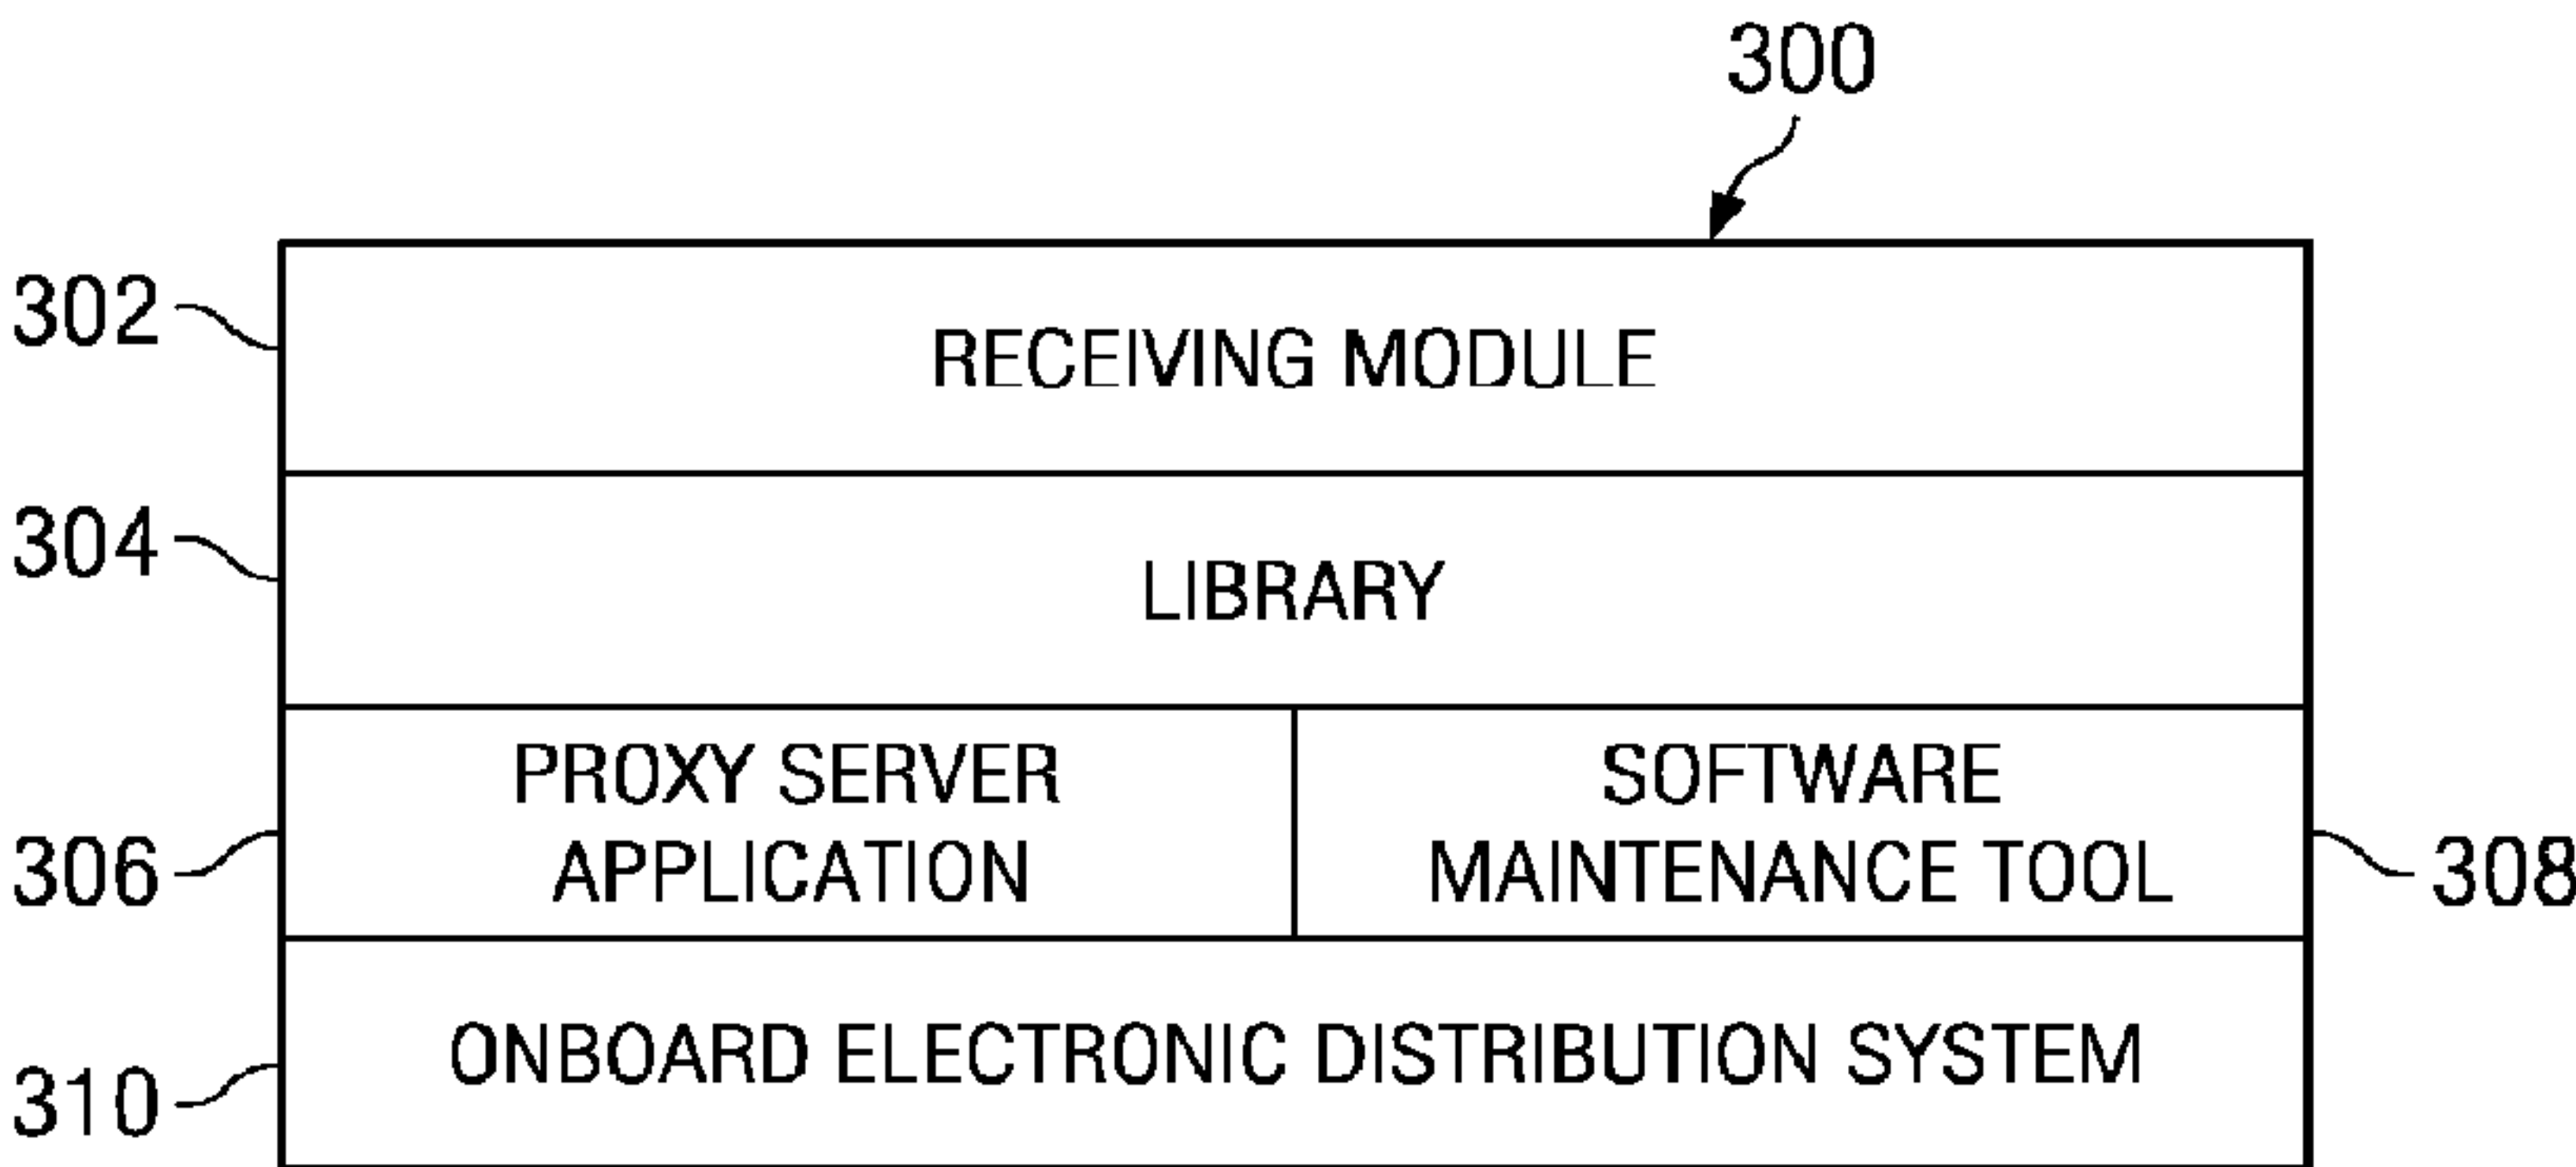 300
302
RECEIVING MODULE
304
LIBRARY
PROXY SERVER
APPLICATION
306
SOFTWARE
MAINTENANCE TOOL
308
ONBOARD ELECTRONIC DISTRIBUTION SYSTEM
310